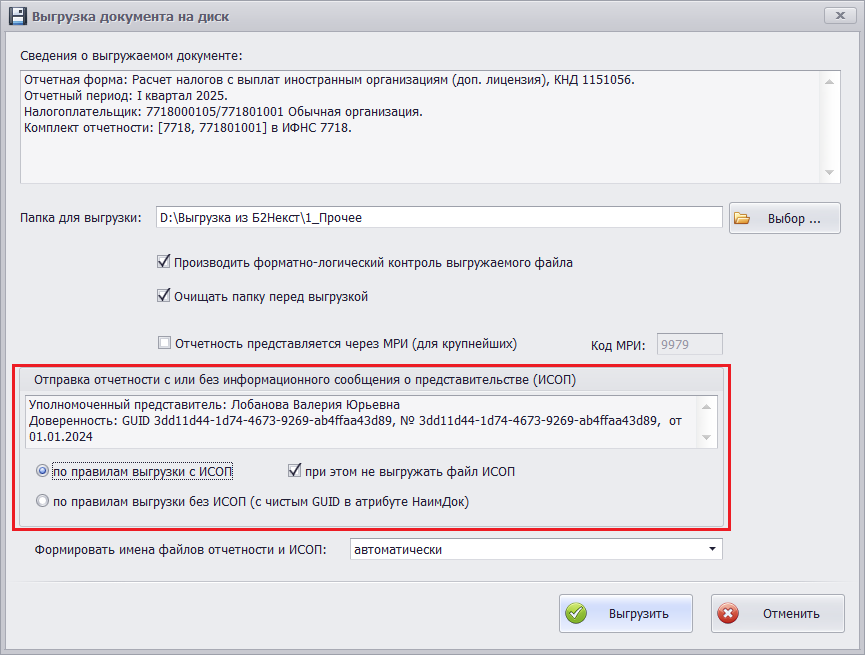 Выгрузка документа на диск
Сведения о выгружаемом документе:
Отчетная форма: Расчет налогов с выплат иностранным организациям (доп. лицензия), КНД 1151056.
Отчетный период: I квартал 2025.
Налогоплательщик: 7718000105/771801001 Обычная организация.
Комплект отчетности: [7718, 771801001] в ИФНС 7718.
Папка для выгрузки: D:\Выгрузка из Б2Некст\1_Прочее Выбор ...
Производить форматно-логический контроль выгружаемого файла
Очищать папку перед выгрузкой
Отчетность представляется через МРИ (для крупнейших) Код МРИ: 9979
Отправка отчетности с или без информационного сообщения о представительстве (ИСОП)
Уполномоченный представитель: Лобанова Валерия Юрьевна
Доверенность: GUID 3dd11d44-1d74-4673-9269-ab4ffaa43d89, № 3dd11d44-1d74-4673-9269-ab4ffaa43d89, от
01.01.2024
по правилам выгрузки с ИСОП при этом не выгружать файл ИСОП
по правилам выгрузки без ИСОП (с чистым GUID в атрибуте НаимДок)
Формировать имена файлов отчетности и ИСОП: автоматически
Выгрузить Отменить